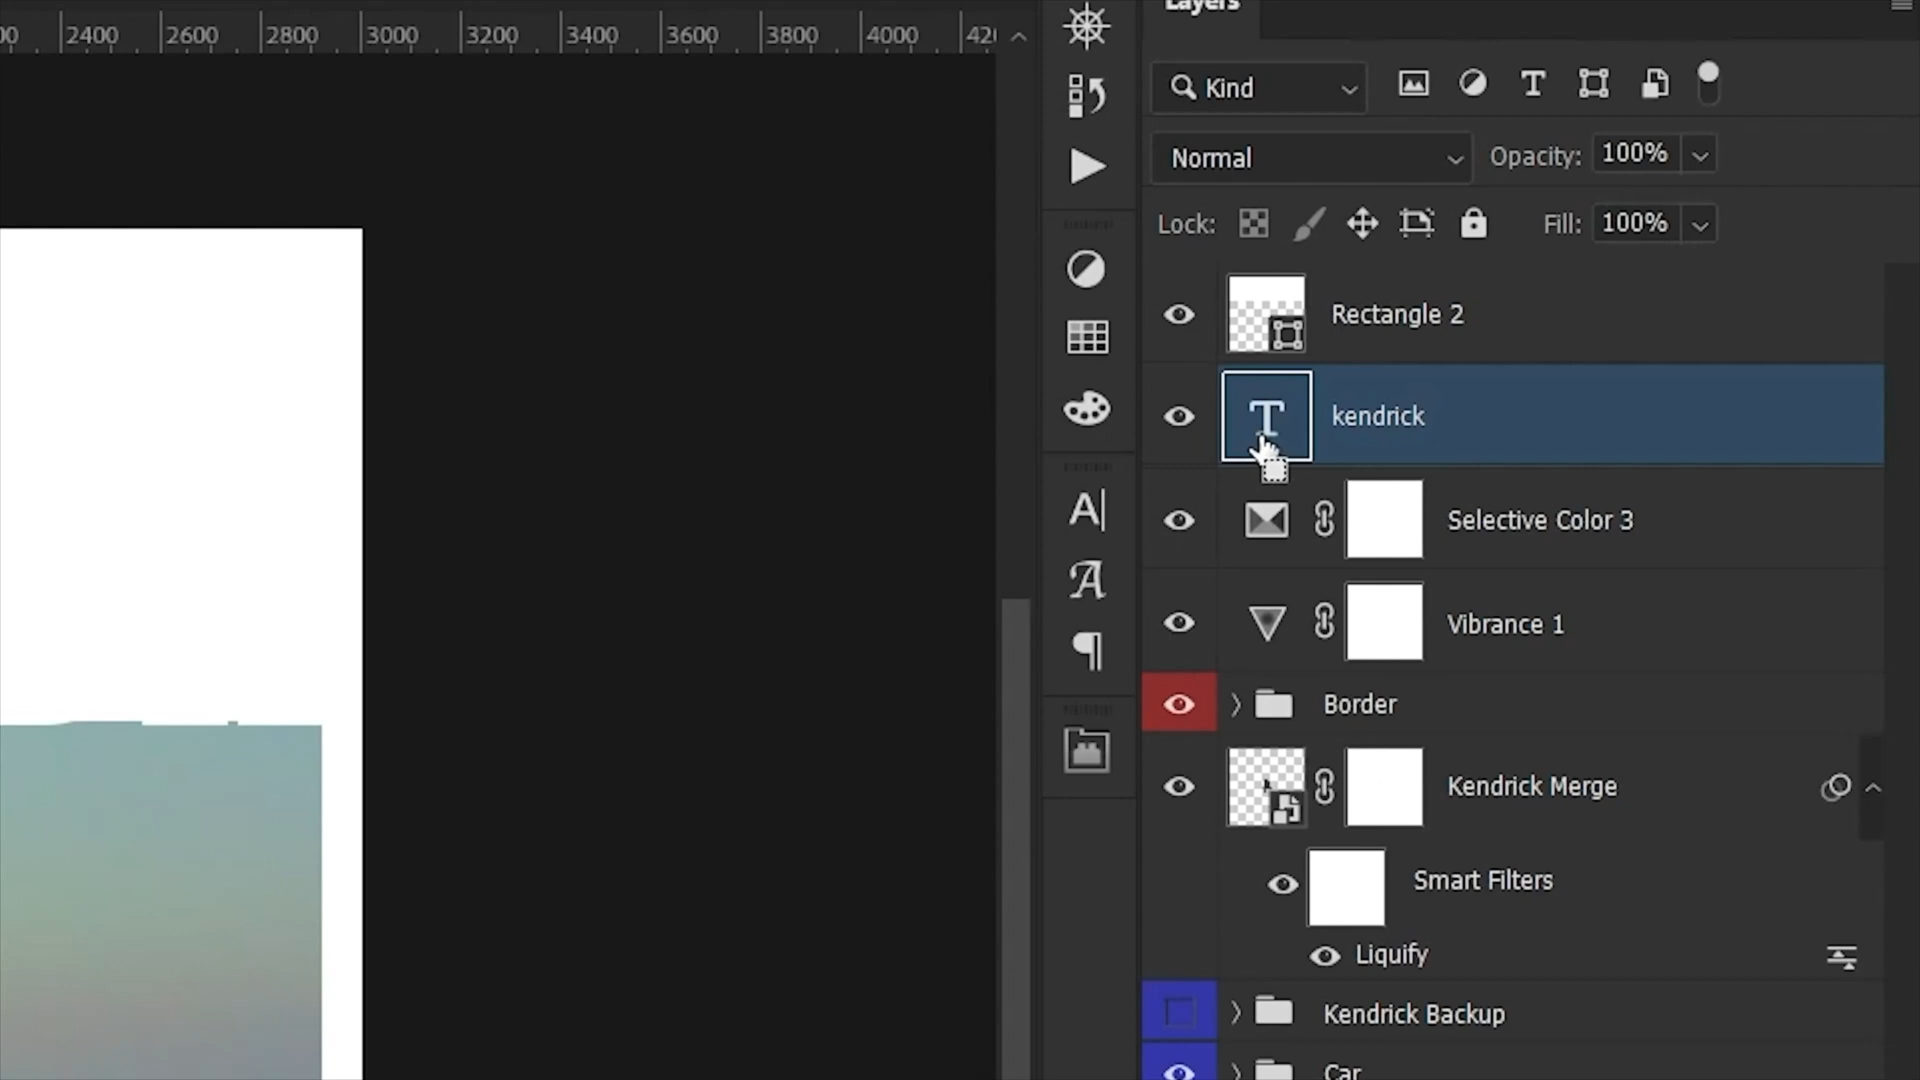 Layers
2400 2600 2800 3000 3200 3400 3600 3800 4000
Kind
Normal Opacity: 100%
Lock: Fill: 100%
Rectangle 2
kendrick
Selective Color 3
Vibrance 1
Border
Kendrick Merge
Smart Filters
Liquify
Kendrick Backup
Car